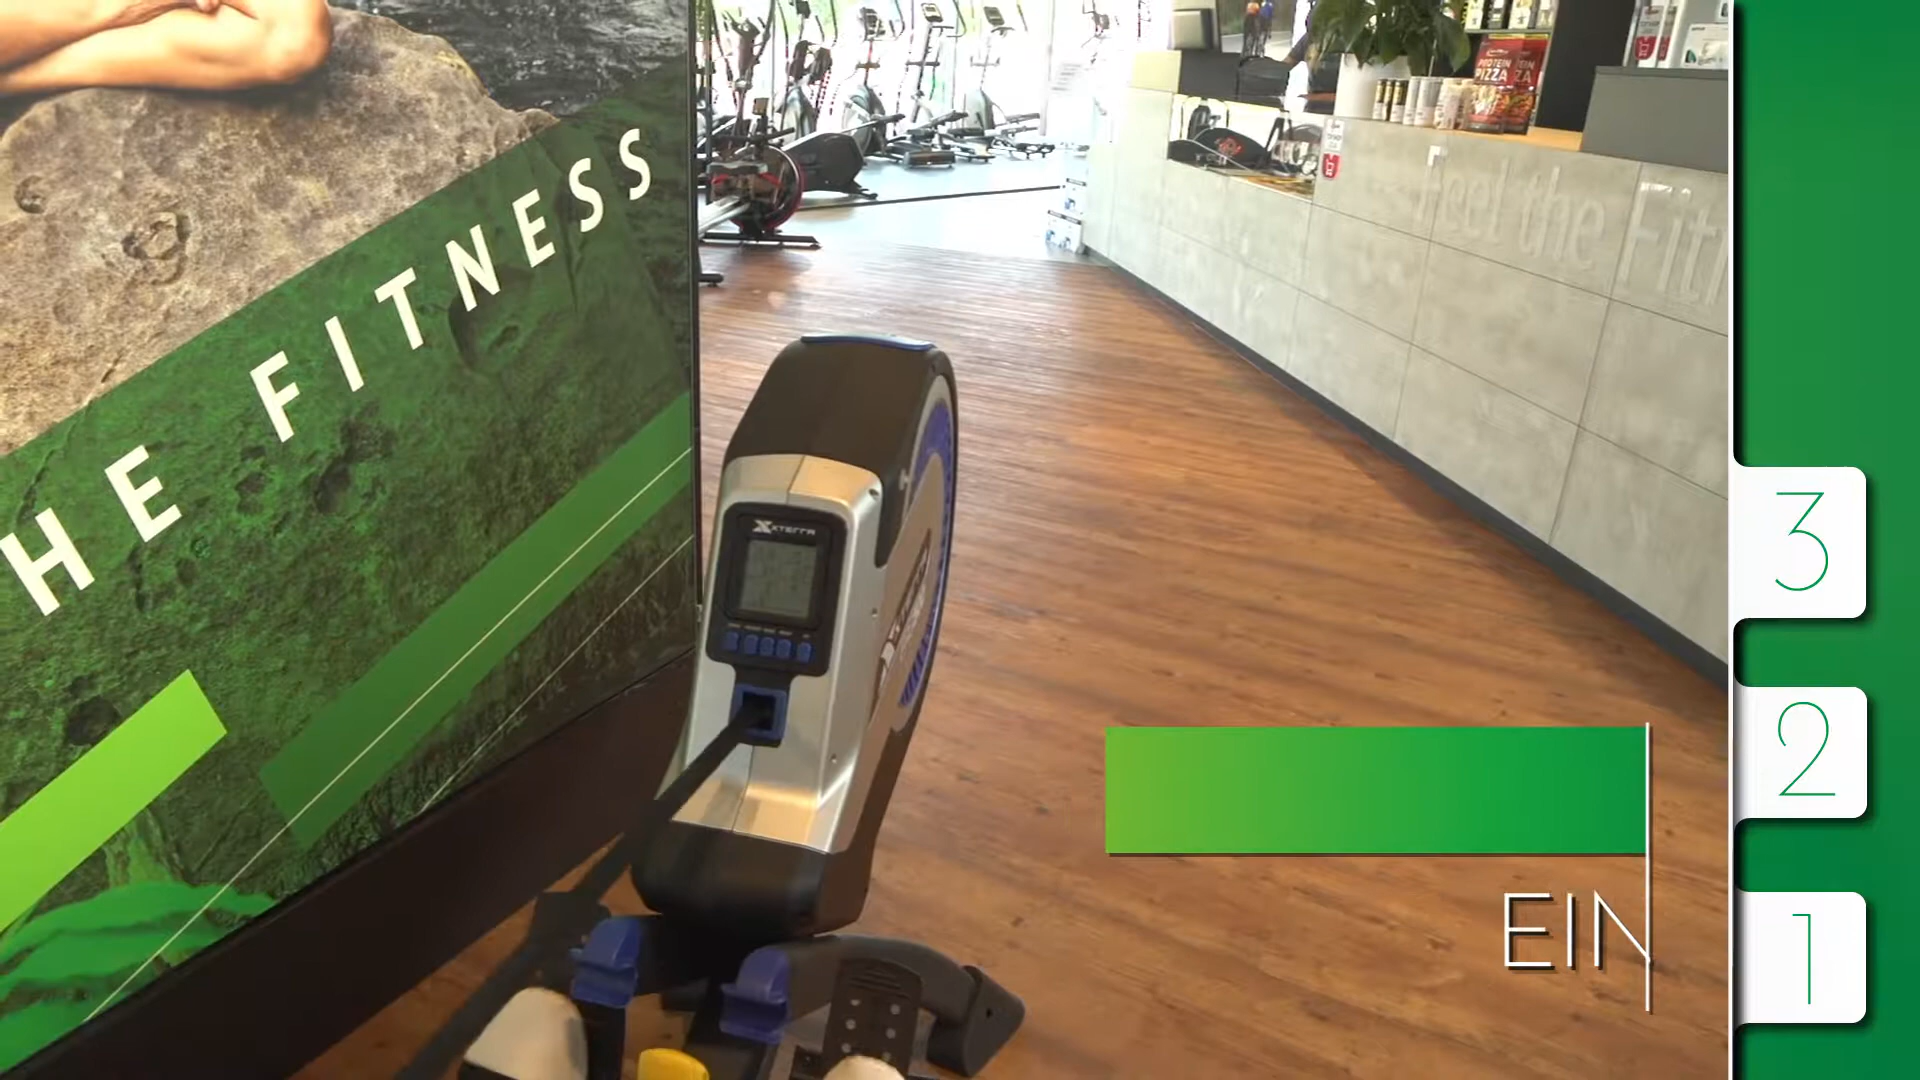 HE FITNESS
XTERRA
PROTEIN
PIZZA
feel the Fit
EIN
3
2
1